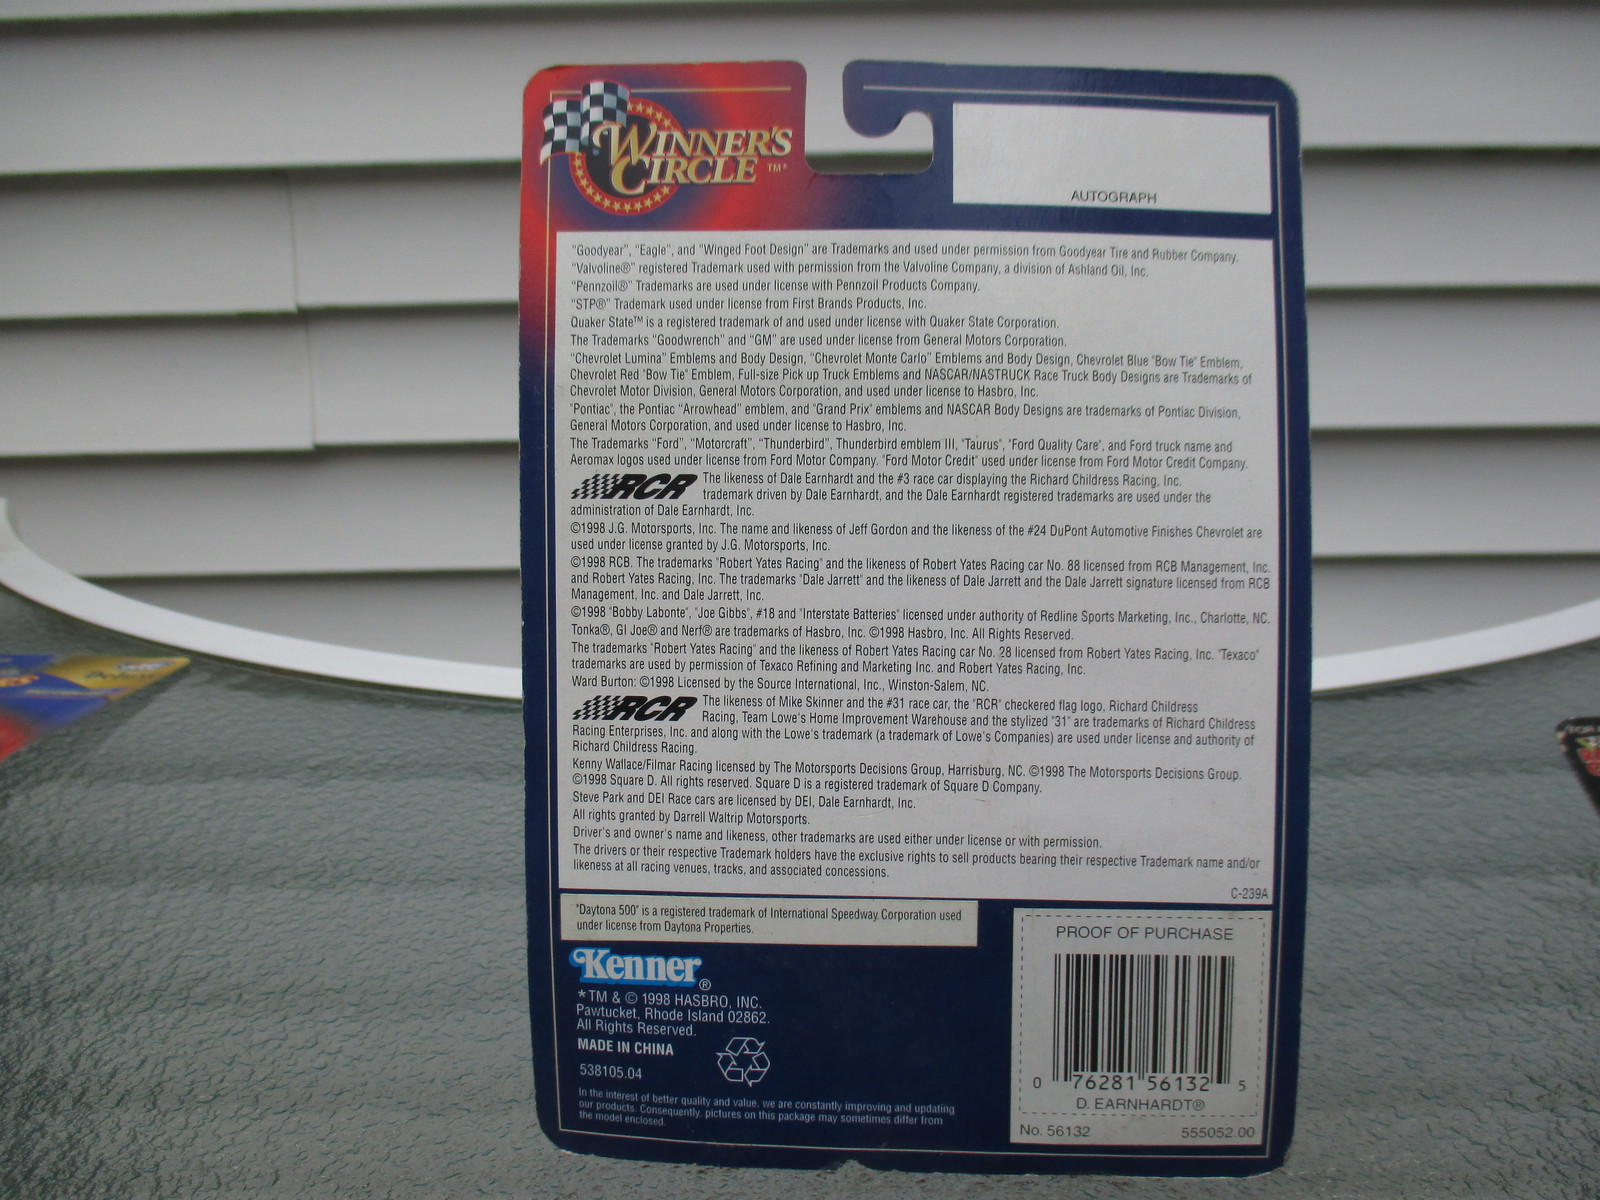 WINNER'S
CIRCLE ™*
AUTOGRAPH
"Goodyear", "Eagle", and "Winged Foot Design" are Trademarks and used under permission from Goodyear Tire and Rubber Company.
"Valvoline®" registered Trademark used with permission from the Valvoline Company, a division of Ashland Oil, Inc.
"Pennzoil®" Trademarks are used under license with Pennzoil Products Company.
"STP®" Trademark used under license from First Brands Products, Inc.
Quaker State™ is a registered trademark of and used under license with Quaker State Corporation.
The Trademarks "Goodwrench" and "GM" are used under license from General Motors Corporation.
"Chevrolet Lumina" Emblems and Body Design, "Chevrolet Monte Carlo" Emblems and Body Design, Chevrolet Blue "Bow Tie" Emblem,
Chevrolet Red "Bow Tie" Emblem, Full-size Pick up Truck Emblems and NASCAR/NASTRUCK Race Truck Body Designs are Trademarks of
Chevrolet Motor Division, General Motors Corporation, and used under license to Hasbro, Inc.
"Pontiac", the Pontiac "Arrowhead" emblem, and "Grand Prix" emblems and NASCAR Body Designs are trademarks of Pontiac Division,
General Motors Corporation, and used under license to Hasbro, Inc.
The Trademarks "Ford", "Motorcraft", "Thunderbird", Thunderbird emblem III, "Taurus", "Ford Quality Care", and Ford truck name and
Aeromax logos used under license from Ford Motor Company. "Ford Motor Credit" used under license from Ford Motor Credit Company.
RCR The likeness of Dale Earnhardt and the #3 race car displaying the Richard Childress Racing, Inc.
trademark driven by Dale Earnhardt, and the Dale Earnhardt registered trademarks are used under the
administration of Dale Earnhardt, Inc.
©1998 J.G. Motorsports, Inc. The name and likeness of Jeff Gordon and the likeness of the #24 DuPont Automotive Finishes Chevrolet are
used under license granted by J.G. Motorsports, Inc.
©1998 RCB. The trademarks "Robert Yates Racing" and the likeness of Robert Yates Racing car No. 88 licensed from RCB Management, Inc.
and Robert Yates Racing, Inc. The trademarks "Dale Jarrett" and the likeness of Dale Jarrett and the Dale Jarrett signature licensed from RCB
Management, Inc. and Dale Jarrett, Inc.
©1998 "Bobby Labonte", "Joe Gibbs", #18 and "Interstate Batteries" licensed under authority of Redline Sports Marketing, Inc., Charlotte, NC.
Tonka®, GI Joe® and Nerf® are trademarks of Hasbro, Inc. ©1998 Hasbro, Inc. All Rights Reserved.
The trademarks "Robert Yates Racing" and the likeness of Robert Yates Racing car No. 28 licensed from Robert Yates Racing, Inc. "Texaco"
trademarks are used by permission of Texaco Refining and Marketing Inc. and Robert Yates Racing, Inc.
Ward Burton: ©1998 Licensed by the Source International, Inc., Winston-Salem, NC.
RCR The likeness of Mike Skinner and the #31 race car, the "RCR" checkered flag logo, Richard Childress
Racing, Team Lowe's Home Improvement Warehouse and the stylized "31" are trademarks of Richard Childress
Racing Enterprises, Inc. and along with the Lowe's trademark (a trademark of Lowe's Companies) are used under license and authority of
Richard Childress Racing.
Kenny Wallace/Filmar Racing licensed by The Motorsports Decisions Group, Harrisburg, NC. ©1998 The Motorsports Decisions Group.
©1998 Square D. All rights reserved. Square D is a registered trademark of Square D Company.
Steve Park and DEI Race cars are licensed by DEI, Dale Earnhardt, Inc.
All rights granted by Darrell Waltrip Motorsports.
Driver's and owner's name and likeness, other trademarks are used either under license or with permission.
The drivers or their respective Trademark holders have the exclusive rights to sell products bearing their respective Trademark name and/or
likeness at all racing venues, tracks, and associated concessions.
C-239A
"Daytona 500" is a registered trademark of International Speedway Corporation used
under license from Daytona Properties.
Kenner®
*TM & © 1998 HASBRO, INC.
Pawtucket, Rhode Island 02862.
All Rights Reserved.
MADE IN CHINA
538105.04
In the interest of better quality and value, we are constantly improving and updating
our products. Consequently, pictures on this package may sometimes differ from
the model enclosed.
PROOF OF PURCHASE
0 76281 56132 5
D. EARNHARDT®
No. 56132 555052.00